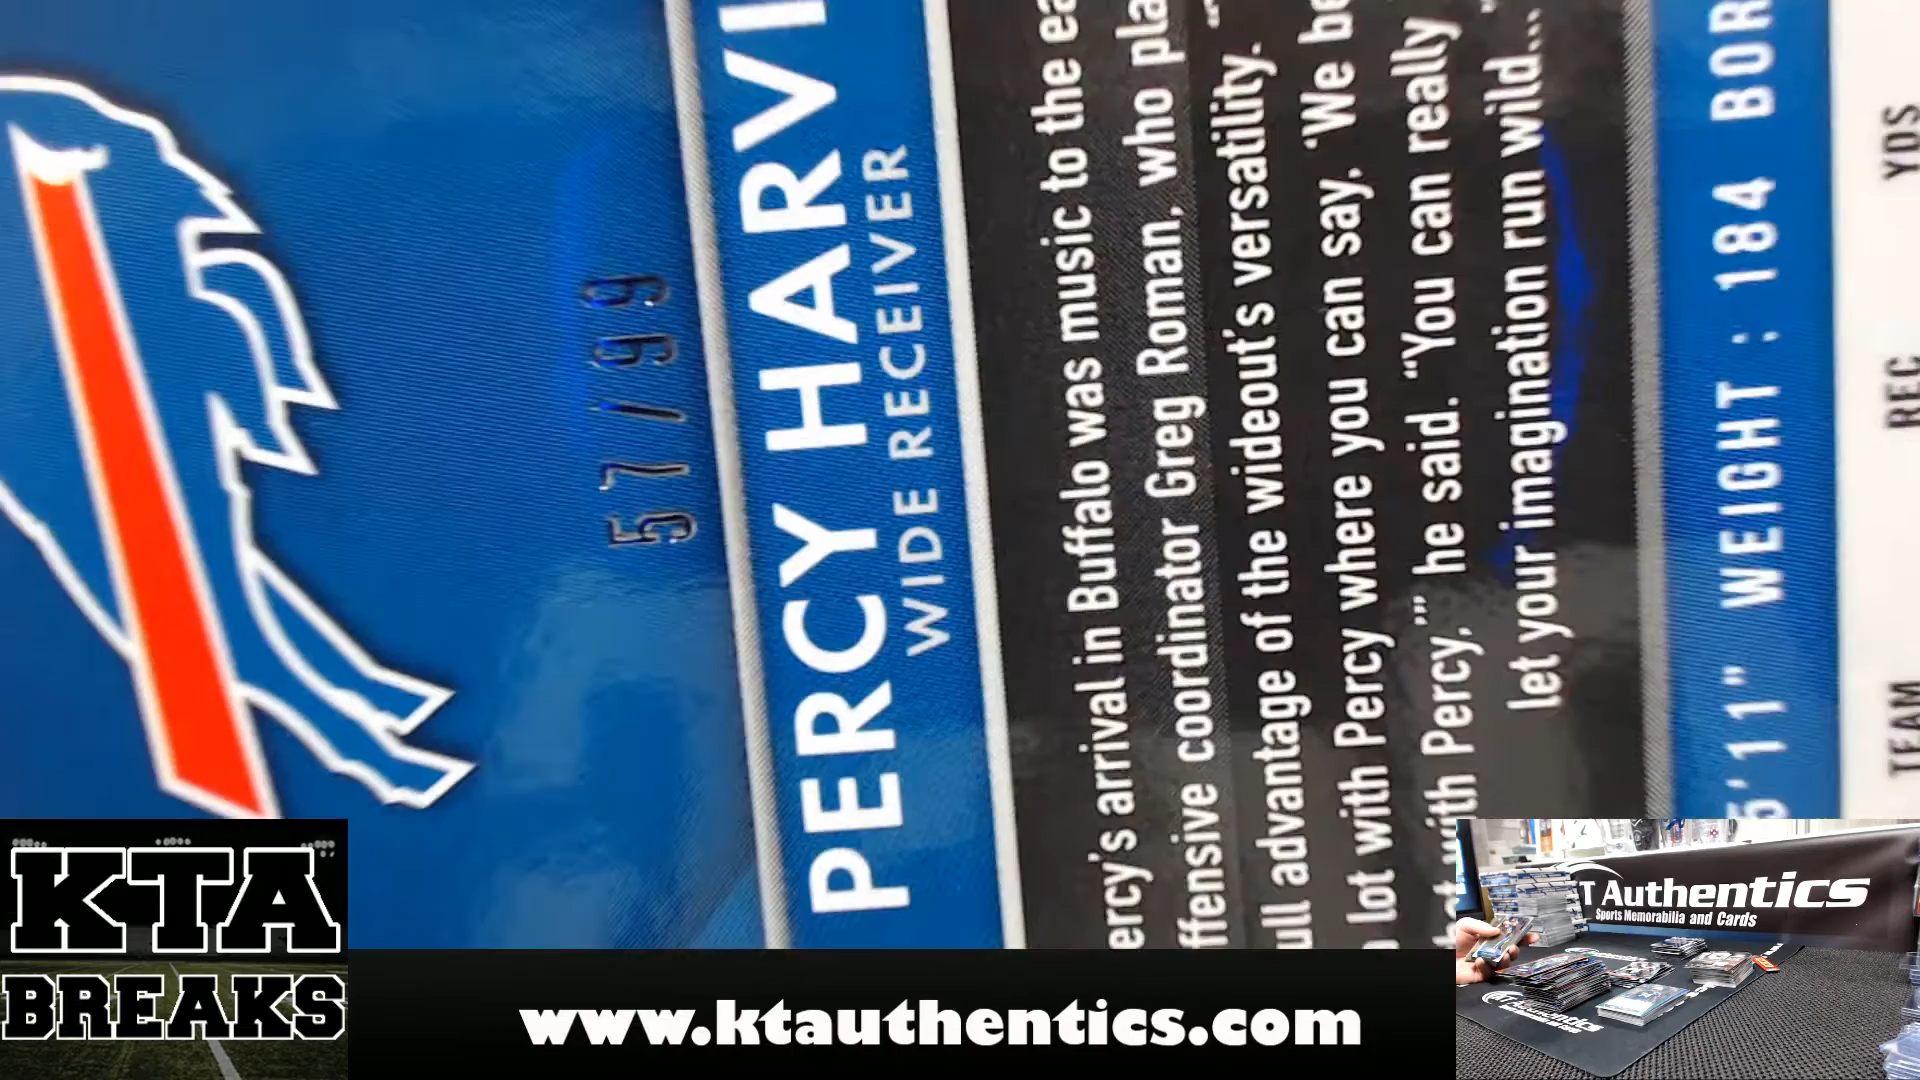 57/99
PERCY HARVI
WIDE RECEIVER
ercy's arrival in Buffalo was music to the ea
ffensive coordinator Greg Roman, who pla
ull advantage of the wideout's versatility. "
lot with Percy where you can say, 'We be
with Percy,'" he said. "You can really
let your imagination run wild..."
5'11" WEIGHT : 184 BOR
TEAM REC YDS
KTA
BREAKS
www.ktauthentics.com
KT Authentics
Sports Memorabilia and Cards